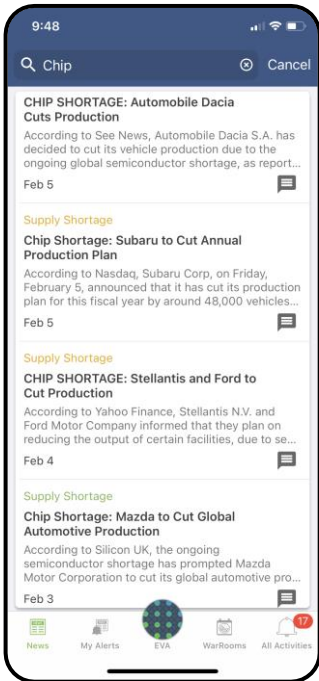 9:48
Chip
Cancel
CHIP SHORTAGE: Automobile Dacia
Cuts Production
According to See News, Automobile Dacia S.A. has
decided to cut its vehicle production due to the
ongoing global semiconductor shortage, as report...
Feb 5
Supply Shortage
Chip Shortage: Subaru to Cut Annual
Production Plan
According to Nasdaq, Subaru Corp, on Friday,
February 5, announced that it has cut its production
plan for this fiscal year by around 48,000 vehicles...
Feb 5
Supply Shortage
CHIP SHORTAGE: Stellantis and Ford to
Cut Production
According to Yahoo Finance, Stellantis N.V. and
Ford Motor Company informed that they plan on
reducing the output of certain facilities, due to se...
Feb 4
Supply Shortage
Chip Shortage: Mazda to Cut Global
Automotive Production
According to Silicon UK, the ongoing
semiconductor shortage has prompted Mazda
Motor Corporation to cut its global automotive pro...
Feb 3
17
News
My Alerts
EVA
WarRooms
All Activities